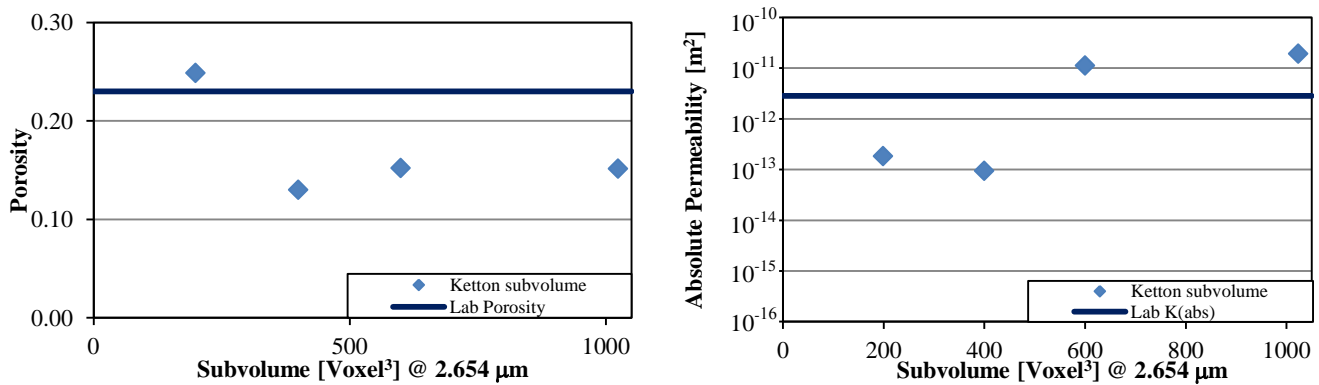 0.30
0.20
0.10
0.00
Porosity
Ketton subvolume
Lab Porosity
0
500
1000
Subvolume [Voxel³] @ 2.654 μm
10⁻¹⁰
10⁻¹¹
10⁻¹²
10⁻¹³
10⁻¹⁴
10⁻¹⁵
10⁻¹⁶
Absolute Permeability [m²]
Ketton subvolume
Lab K(abs)
0
200
400
600
800
1000
Subvolume [Voxel³] @ 2.654 μm